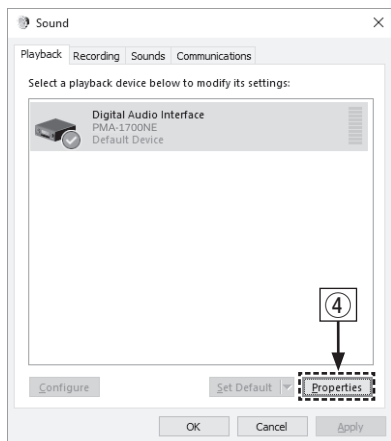 Sound
Playback Recording Sounds Communications
Select a playback device below to modify its settings:
Digital Audio Interface
PMA-1700NE
Default Device
④
Configure Set Default Properties
OK Cancel Apply